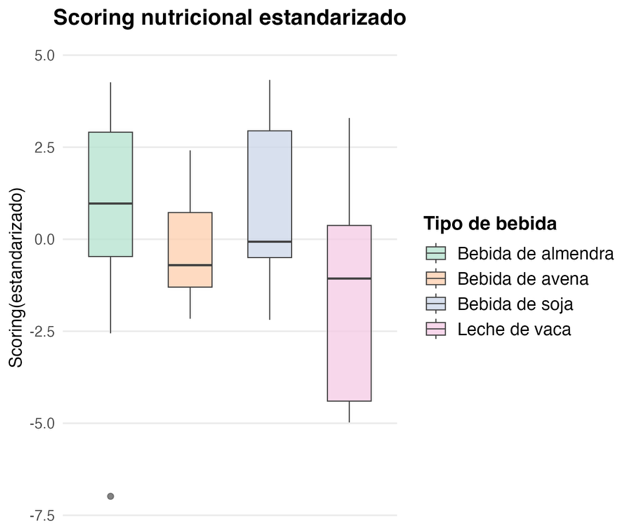 Scoring nutricional estandarizado
5.0
2.5
0.0
-2.5
-5.0
-7.5
Scoring(estandarizado)
Tipo de bebida
Bebida de almendra
Bebida de avena
Bebida de soja
Leche de vaca